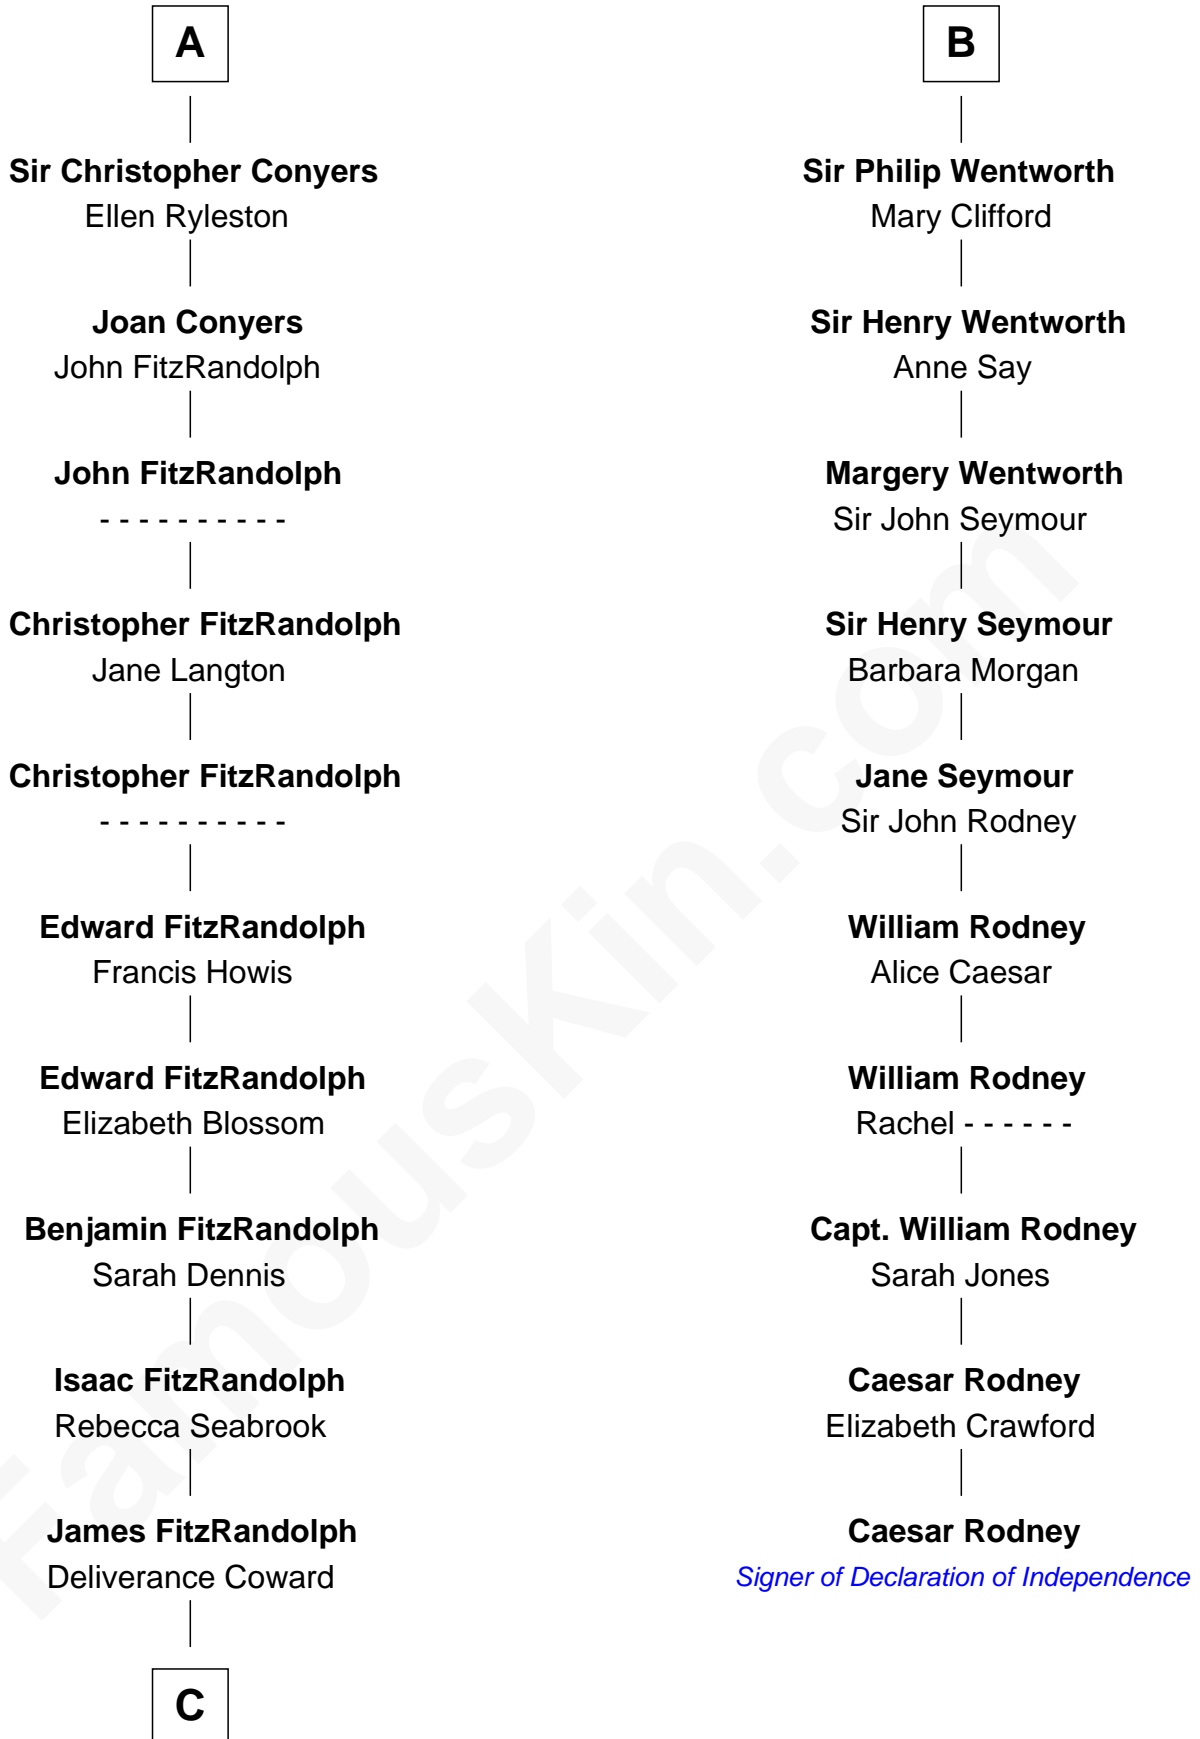 A
Sir Christopher Conyers
Ellen Ryleston
Joan Conyers
John FitzRandolph
John FitzRandolph
- - - - - - - - - -
Christopher FitzRandolph
Jane Langton
Christopher FitzRandolph
- - - - - - - - - -
Edward FitzRandolph
Francis Howis
Edward FitzRandolph
Elizabeth Blossom
Benjamin FitzRandolph
Sarah Dennis
Isaac FitzRandolph
Rebecca Seabrook
James FitzRandolph
Deliverance Coward
C
B
Sir Philip Wentworth
Mary Clifford
Sir Henry Wentworth
Anne Say
Margery Wentworth
Sir John Seymour
Sir Henry Seymour
Barbara Morgan
Jane Seymour
Sir John Rodney
William Rodney
Alice Caesar
William Rodney
Rachel - - - - - -
Capt. William Rodney
Sarah Jones
Caesar Rodney
Elizabeth Crawford
Caesar Rodney
Signer of Declaration of Independence
FamousKin.com